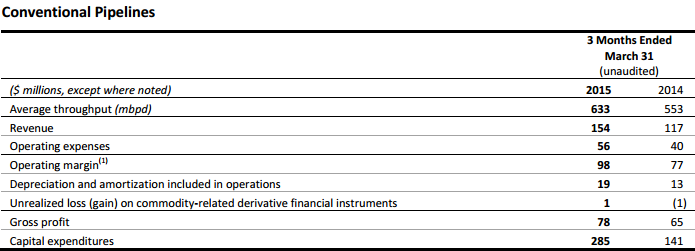 Conventional Pipelines
3 Months Ended
March 31
(unaudited)
($ millions, except where noted) 2015 2014
Average throughput (mbpd) 633 553
Revenue 154 117
Operating expenses 56 40
Operating margin(1) 98 77
Depreciation and amortization included in operations 19 13
Unrealized loss (gain) on commodity-related derivative financial instruments 1 (1)
Gross profit 78 65
Capital expenditures 285 141